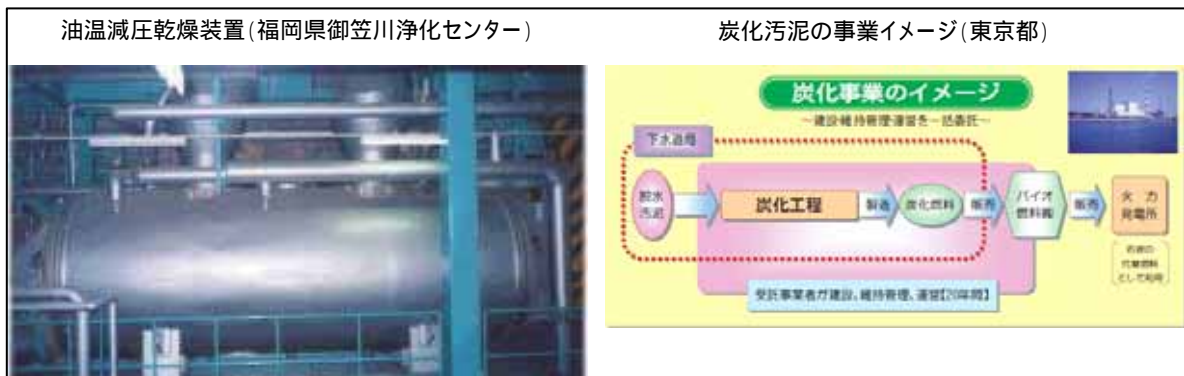 油温減圧乾燥装置(福岡県御笠川浄化センター)
炭化汚泥の事業イメージ(東京都)
炭化事業のイメージ
～建設・維持管理・運営を一括委託～
下水道局
脱水
汚泥
炭化工程
製造
炭化燃料
販売
バイオ
燃料㈱
販売
火力
発電所
石炭の
代替燃料
として利用
受託事業者が建設、維持管理、運営【20年間】